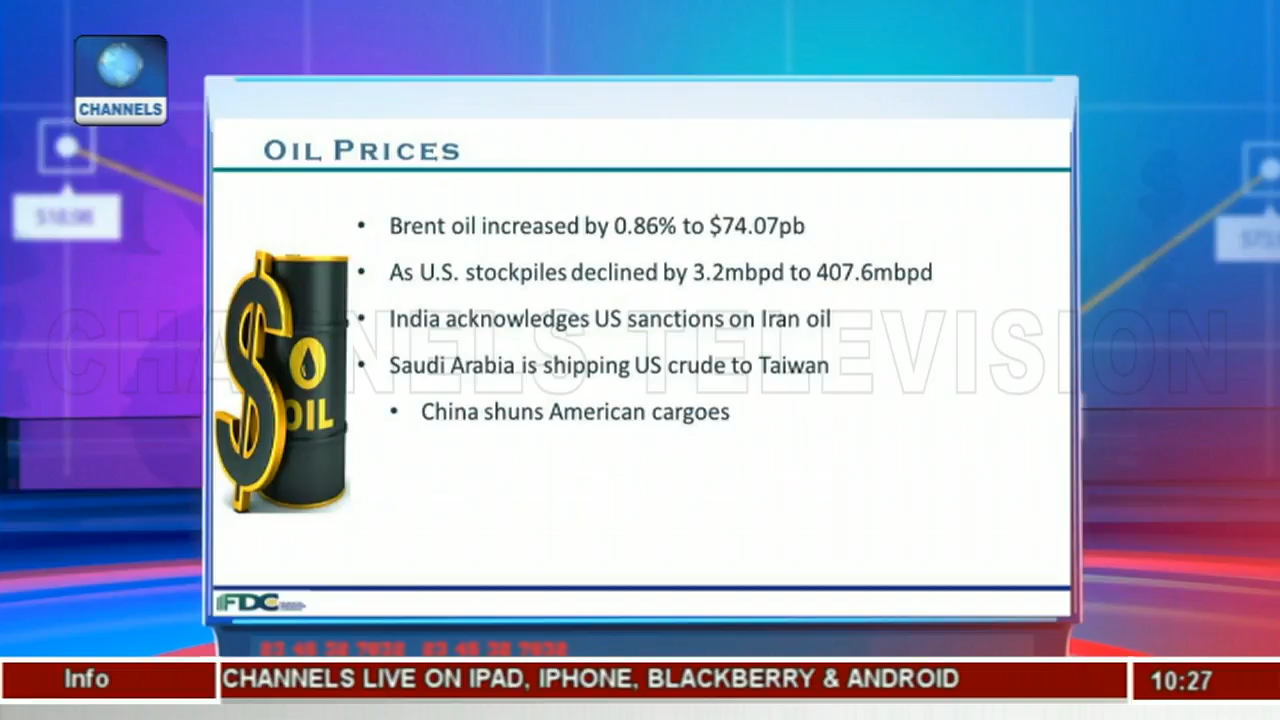 CHANNELS
OIL PRICES
• Brent oil increased by 0.86% to $74.07pb
• As U.S. stockpiles declined by 3.2mbpd to 407.6mbpd
• India acknowledges US sanctions on Iran oil
• Saudi Arabia is shipping US crude to Taiwan
• China shuns American cargoes
OIL
CHANNELS TELEVISION
FDC
Info
CHANNELS LIVE ON IPAD, IPHONE, BLACKBERRY & ANDROID
10:27